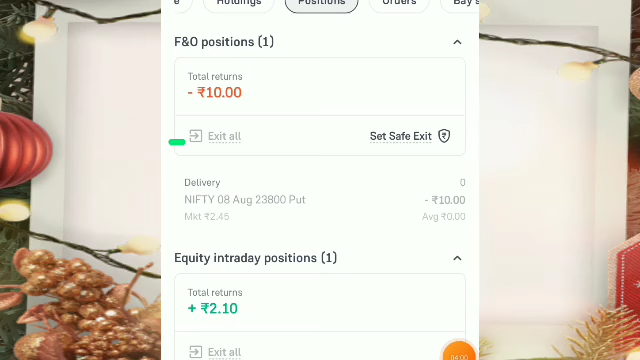 Holdings
Positions
Orders
F&O positions (1)
Total returns
- ₹10.00
Exit all
Set Safe Exit
Delivery 0
NIFTY 08 Aug 23800 Put - ₹10.00
Mkt ₹2.45 Avg ₹0.00
Equity intraday positions (1)
Total returns
+ ₹2.10
Exit all
04:00